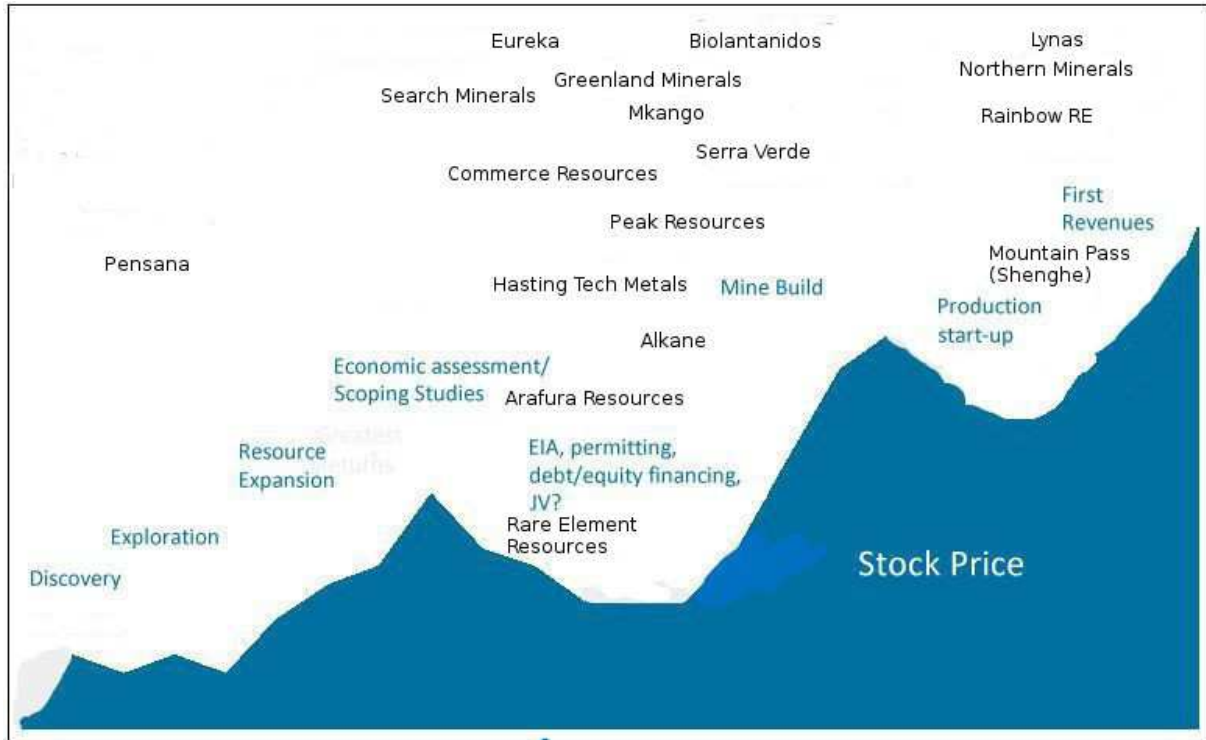 Eureka
Biolantanidos
Lynas
Greenland Minerals
Northern Minerals
Search Minerals
Mkango
Rainbow RE
Serra Verde
Commerce Resources
First
Revenues
Peak Resources
Pensana
Mountain Pass
(Shenghe)
Hasting Tech Metals
Mine Build
Production
start-up
Alkane
Economic assessment/
Scoping Studies
Arafura Resources
Greaters
Returns
Resource
Expansion
EIA, permitting,
debt/equity financing,
JV?
Rare Element
Resources
Exploration
Discovery
Stock Price